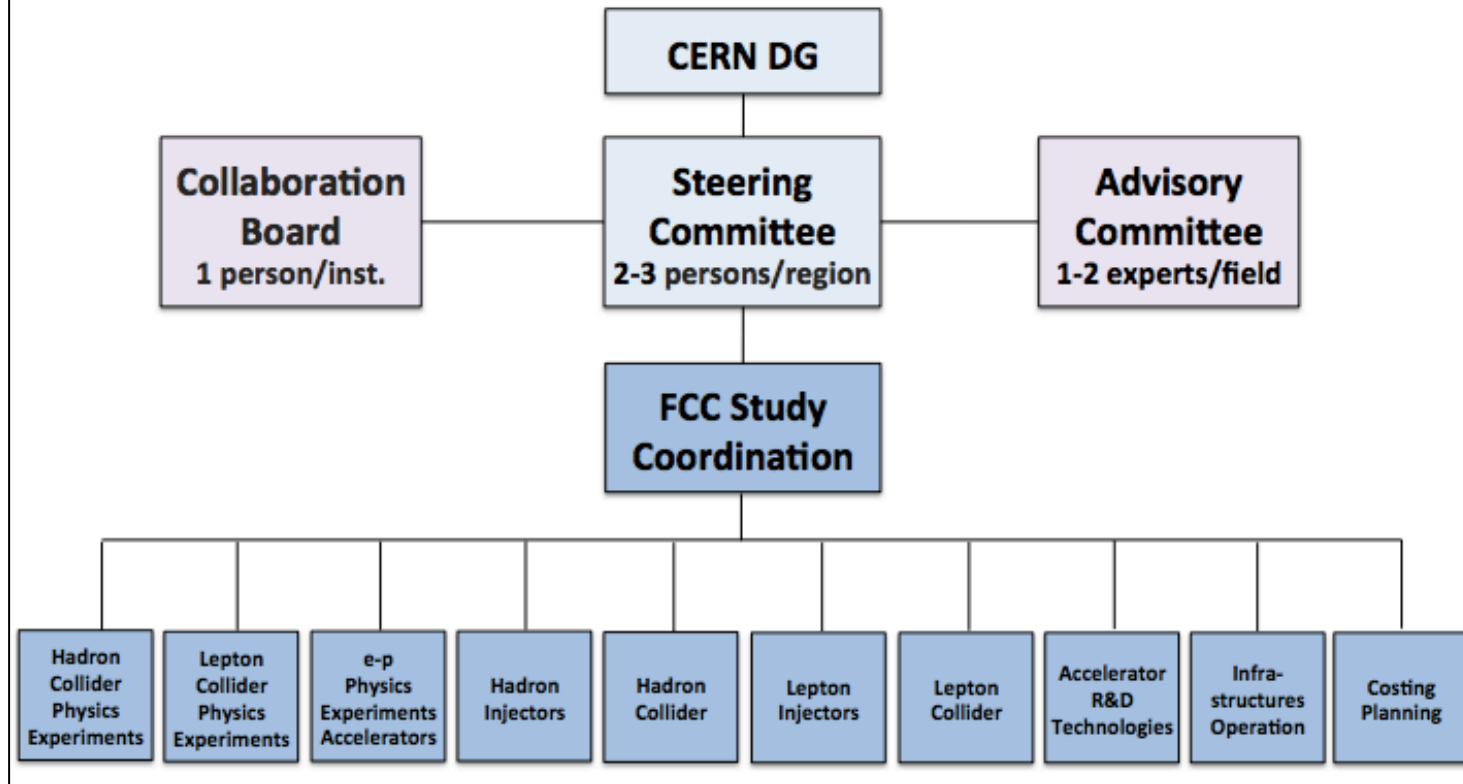 CERN DG
Collaboration
Board
1 person/inst.
Steering
Committee
2-3 persons/region
Advisory
Committee
1-2 experts/field
FCC Study
Coordination
Hadron
Collider
Physics
Experiments
Lepton
Collider
Physics
Experiments
e-p
Physics
Experiments
Accelerators
Hadron
Injectors
Hadron
Collider
Lepton
Injectors
Lepton
Collider
Accelerator
R&D
Technologies
Infra-
structures
Operation
Costing
Planning